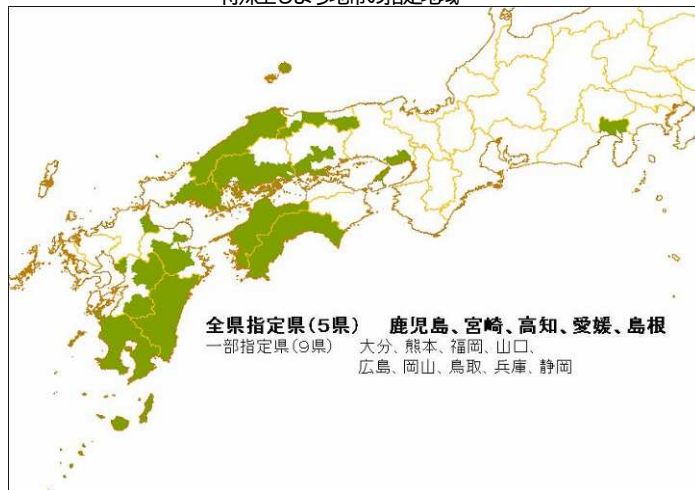 全県指定県(5県)　鹿児島、宮崎、高知、愛媛、島根
一部指定県(9県)　大分、熊本、福岡、山口、
広島、岡山、鳥取、兵庫、静岡